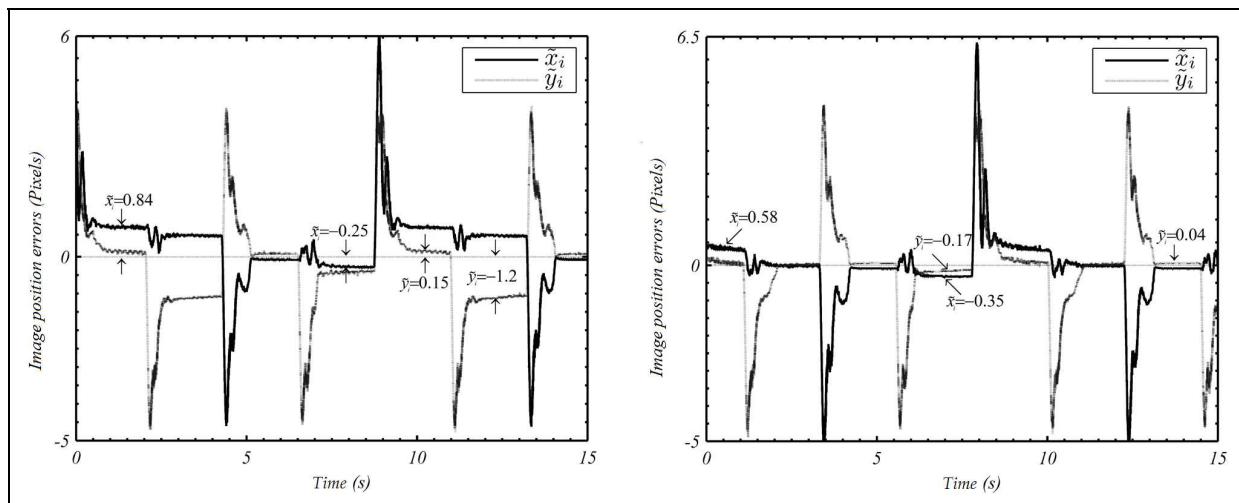 6
x̃ᵢ
ỹᵢ
x̃ᵢ=0.84
x̃ᵢ=-0.25
ỹᵢ=0.15
ỹᵢ=-1.2
0
-5
0
5
10
15
Image position errors (Pixels)
Time (s)
6.5
x̃ᵢ
ỹᵢ
x̃ᵢ=0.58
ỹᵢ=-0.17
ỹᵢ=0.04
x̃ᵢ=-0.35
0
-5
0
5
10
15
Image position errors (Pixels)
Time (s)